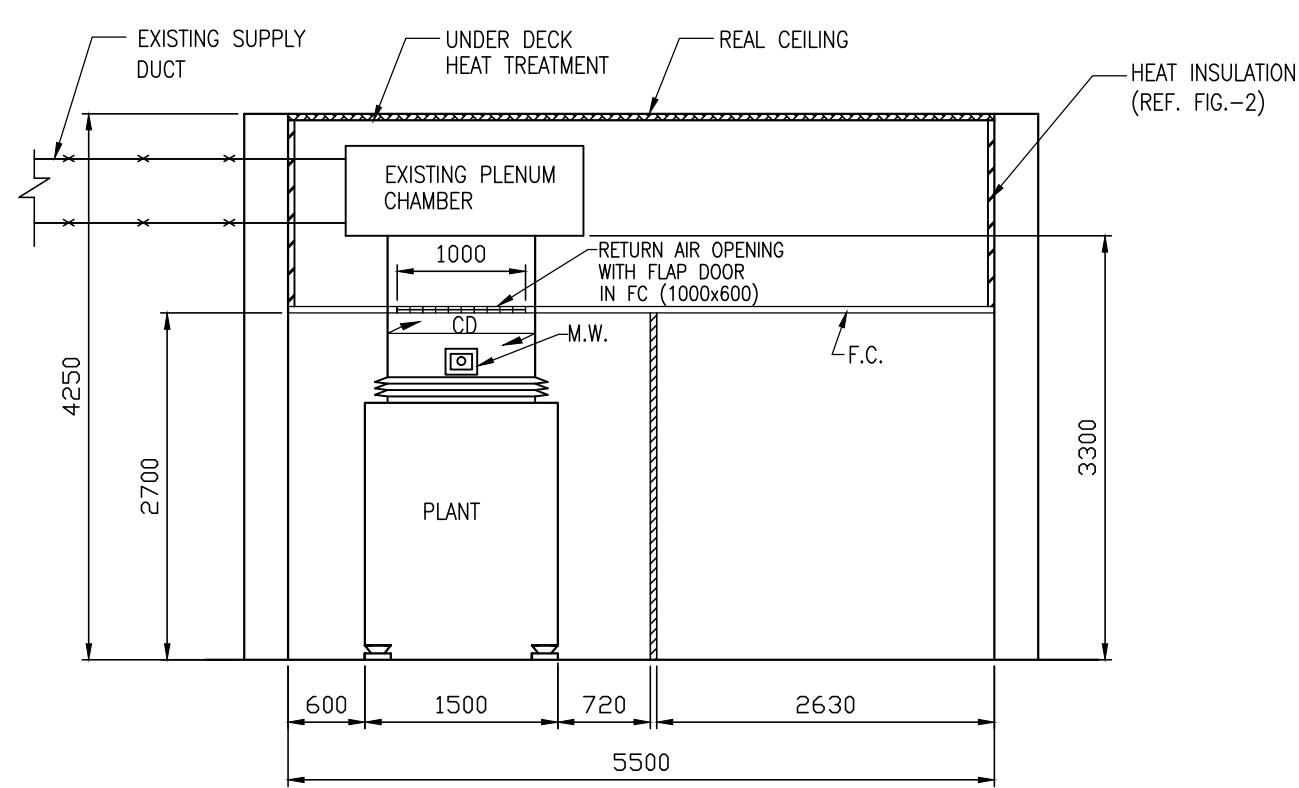 EXISTING SUPPLY
DUCT
UNDER DECK
HEAT TREATMENT
REAL CEILING
HEAT INSULATION
(REF. FIG.-2)
EXISTING PLENUM
CHAMBER
1000
RETURN AIR OPENING
WITH FLAP DOOR
IN FC (1000x600)
CD
M.W.
F.C.
4250
2700
3300
PLANT
600
1500
720
2630
5500